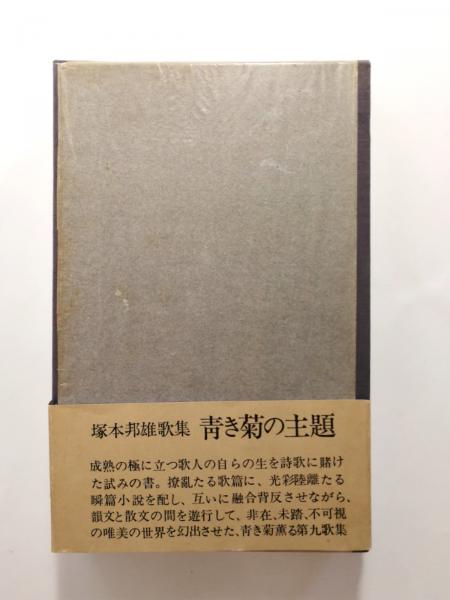 塚本邦雄歌集 靑き菊の主題
成熟の極に立つ歌人の自らの生を詩歌に賭け
た試みの書。撩亂たる歌篇に、光彩陸離たる
瞬篇小説を配し、互いに融合背反させながら、
韻文と散文の間を遊行して、非在、未踏、不可視
の唯美の世界を幻出させた、靑き菊薫る第九歌集